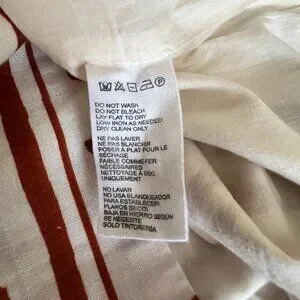 DO NOT WASH
DO NOT BLEACH
LAY FLAT TO DRY
LOW IRON AS NEEDED
DRY CLEAN ONLY
NE PAS LAVER
NE PAS BLANCHIR
POSER A PLAT POUR LE
SÉCHAGE
FAIBLE COMME FER
NÉCESSAIRES
NETTOYAGE À SEC
UNIQUEMENT
NO LAVAR
NO USA BLANQUEADOR
PARA ESTABLECER
PLANOS SECO
BAJA EN HIERRO SEGÚN
SE NECESITE
SOLO TINTORERÍA